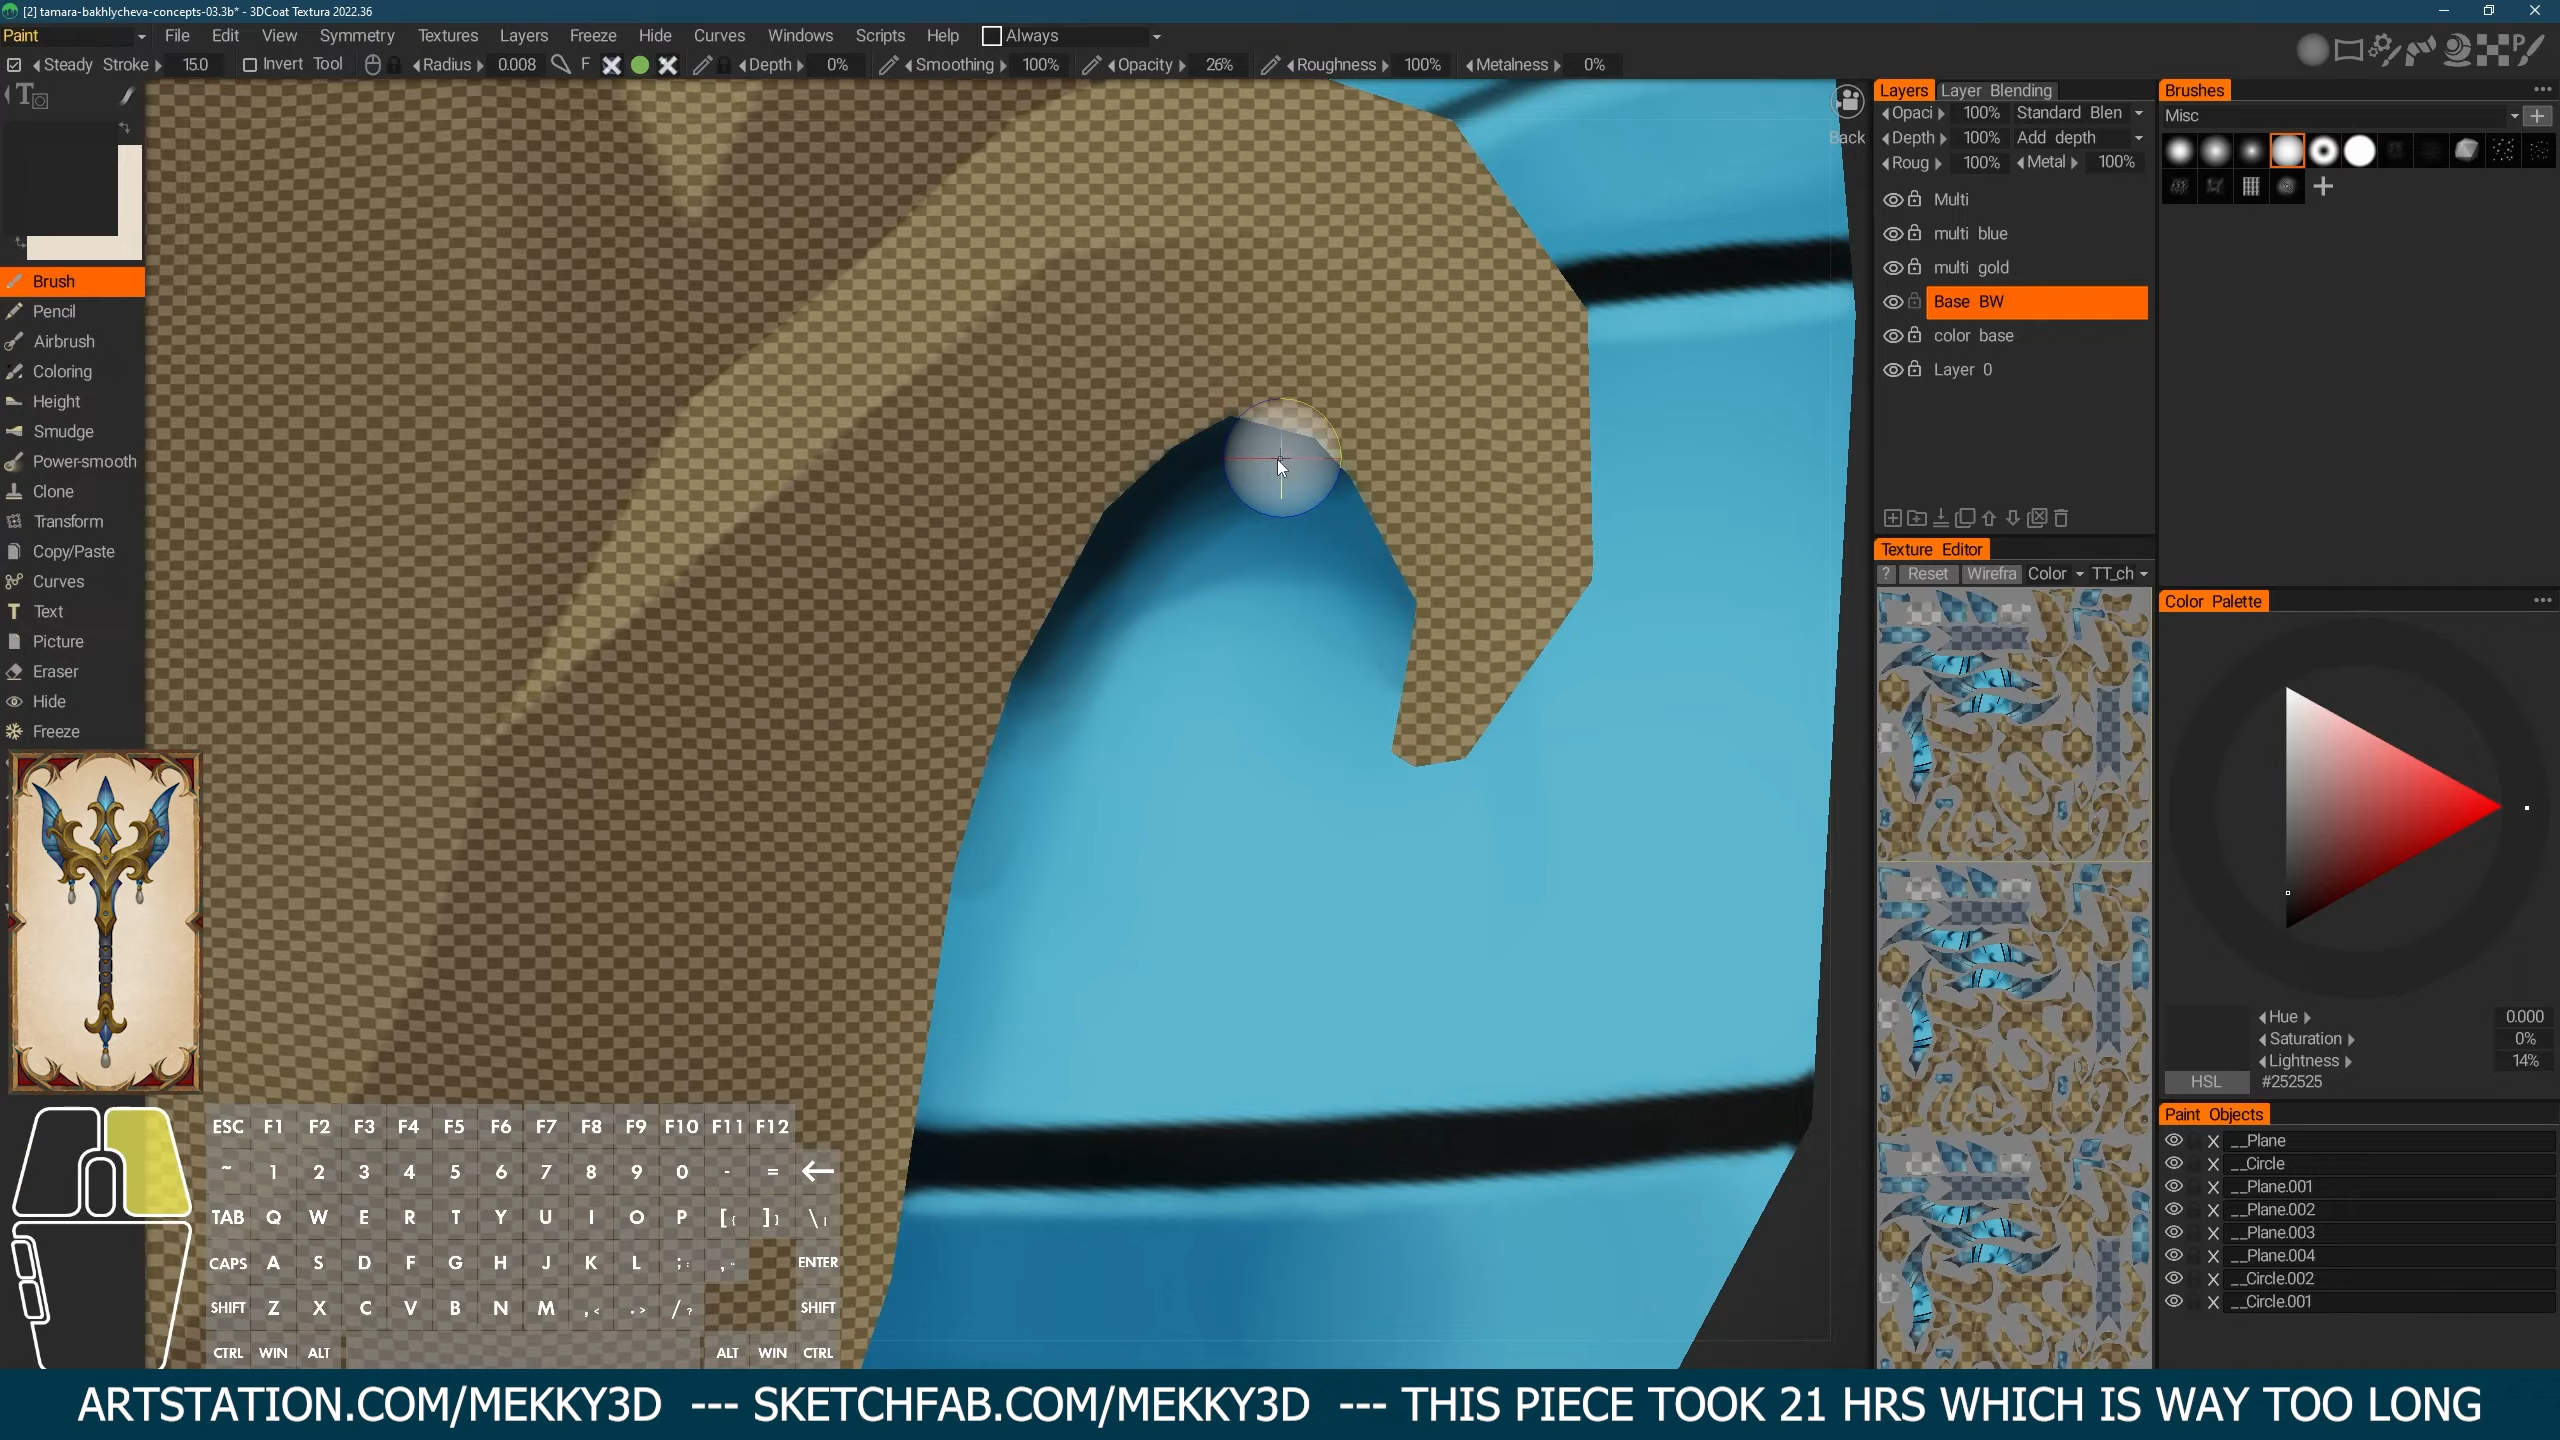 [2] tamara-bakhlycheva-concepts-03.3b* - 3DCoat Textura 2022.36
Paint File Edit View Symmetry Textures Layers Freeze Hide Curves Windows Scripts Help Always
Steady Stroke 15.0 Invert Tool Radius 0.008 F Depth 0% Smoothing 100% Opacity 26% Roughness 100% Metalness 0%
Brush
Pencil
Airbrush
Coloring
Height
Smudge
Power-smooth
Clone
Transform
Copy/Paste
Curves
Text
Picture
Eraser
Hide
Freeze
Back
Layers Layer Blending
Opaci 100% Standard Blen
Depth 100% Add depth
Roug 100% Metal 100%
Multi
multi blue
multi gold
Base BW
color base
Layer 0
Texture Editor
? Reset Wirefra Color TT_ch
Brushes
Misc
Color Palette
Hue 0.000
Saturation 0%
Lightness 14%
HSL #252525
Paint Objects
X __Plane
X __Circle
X __Plane.001
X __Plane.002
X __Plane.003
X __Plane.004
X __Circle.002
X __Circle.001
ESC F1 F2 F3 F4 F5 F6 F7 F8 F9 F10 F11 F12
~ 1 2 3 4 5 6 7 8 9 0 - =
TAB Q W E R T Y U I O P [{ ]} \|
CAPS A S D F G H J K L ;: ENTER
SHIFT Z X C V B N M ,< .> /? SHIFT
CTRL WIN ALT ALT WIN CTRL
ARTSTATION.COM/MEKKY3D --- SKETCHFAB.COM/MEKKY3D --- THIS PIECE TOOK 21 HRS WHICH IS WAY TOO LONG